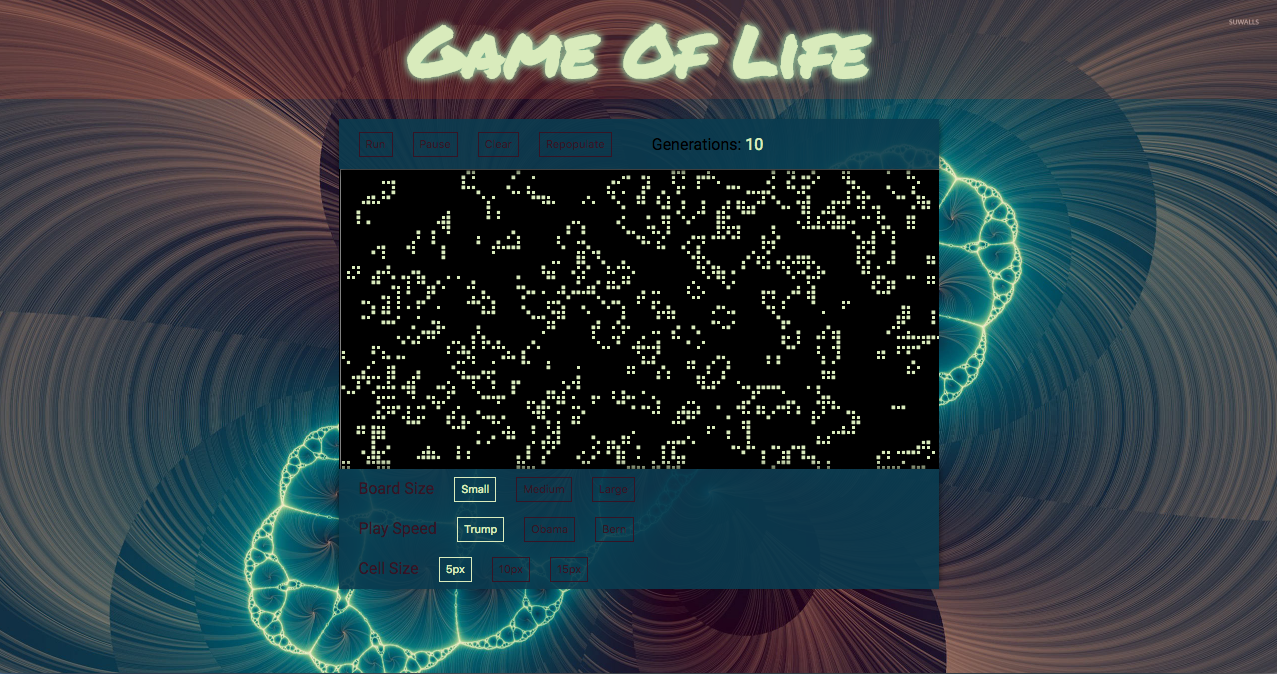 SUWALLS
Game Of Life
Run Pause Clear Repopulate Generations: 10
Board Size Small Medium Large
Play Speed Trump Obama Bern
Cell Size 5px 10px 15px